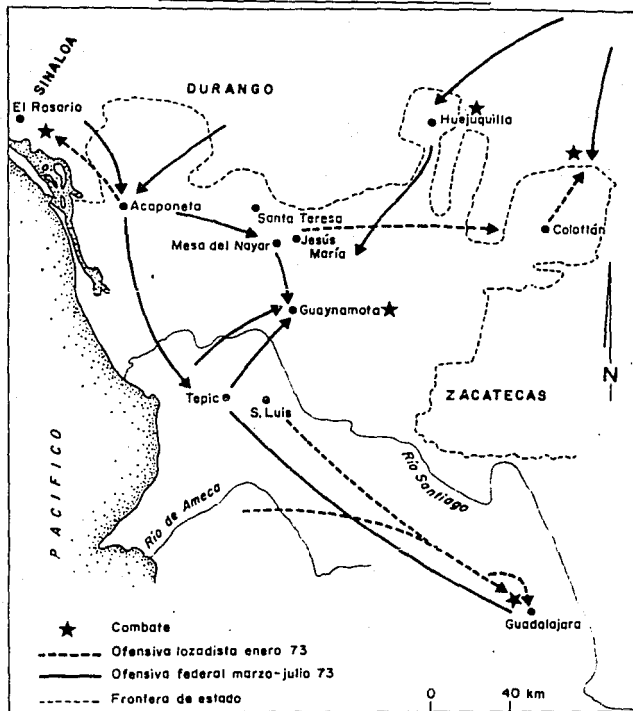 SINALOA
DURANGO
El Rosario
Huejuquilla
Acaponeta
Santa Teresa
Colotlán
Mesa del Nayar
Jesús
María
Guaynamota
N
Tepic
S. Luis
ZACATECAS
PACIFICO
Río Santiago
Río de Ameca
Guadalajara
Combate
Ofensiva lozadista enero 73
Ofensiva federal marzo-julio 73
Frontera de estado
0 40 km